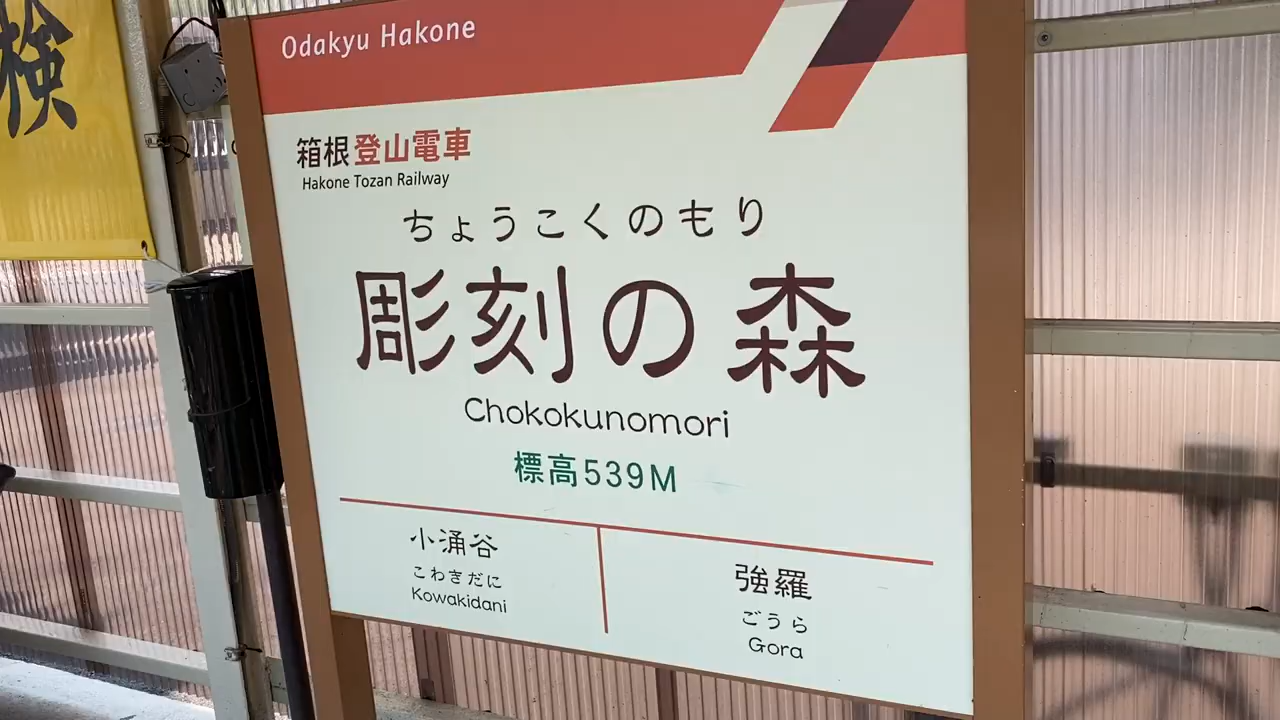 検
Odakyu Hakone
箱根登山電車
Hakone Tozan Railway
ちょうこくのもり
彫刻の森
Chokokunomori
標高539M
小涌谷
こわきだに
Kowakidani
強羅
ごうら
Gora